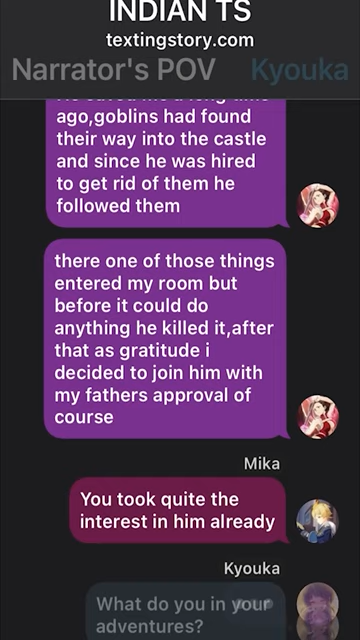 INDIAN TS
textingstory.com
Narrator's POV Kyouka
ago,goblins had found
their way into the castle
and since he was hired
to get rid of them he
followed them
there one of those things
entered my room but
before it could do
anything he killed it,after
that as gratitude i
decided to join him with
my fathers approval of
course
Mika
You took quite the
interest in him already
Kyouka
What do you in your
adventures?